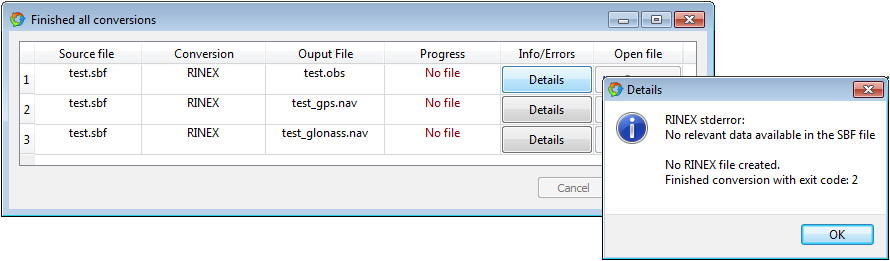 Finished all conversions
Source file Conversion Ouput File Progress Info/Errors Open file
1 test.sbf RINEX test.obs No file Details
2 test.sbf RINEX test_gps.nav No file Details
3 test.sbf RINEX test_glonass.nav No file Details
Cancel
Details
RINEX stderror:
No relevant data available in the SBF file
No RINEX file created.
Finished conversion with exit code: 2
OK